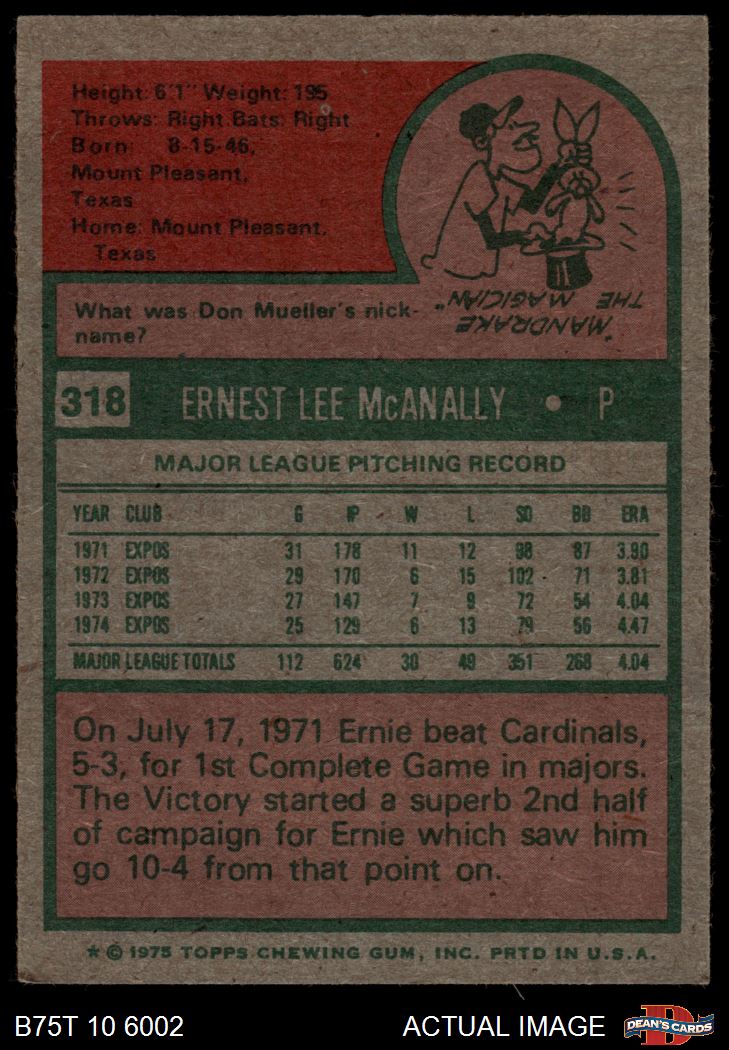 Height: 6'1" Weight: 195
Throws: Right Bats: Right
Born: 8-15-46,
Mount Pleasant,
Texas
Home: Mount Pleasant,
Texas
What was Don Mueller's nick-
name?
"MANDRAKE
THE MAGICIAN"
318 ERNEST LEE McANALLY • P
MAJOR LEAGUE PITCHING RECORD
YEAR CLUB G IP W L SO BB ERA
1971 EXPOS 31 178 11 12 98 87 3.90
1972 EXPOS 29 170 6 15 102 71 3.81
1973 EXPOS 27 147 7 9 72 54 4.04
1974 EXPOS 25 129 6 13 79 56 4.47
MAJOR LEAGUE TOTALS 112 624 30 49 351 268 4.04
On July 17, 1971 Ernie beat Cardinals,
5-3, for 1st Complete Game in majors.
The Victory started a superb 2nd half
of campaign for Ernie which saw him
go 10-4 from that point on.
★ © 1975 TOPPS CHEWING GUM, INC. PRTD IN U.S.A.
B75T 10 6002 ACTUAL IMAGE DEAN'S CARDS